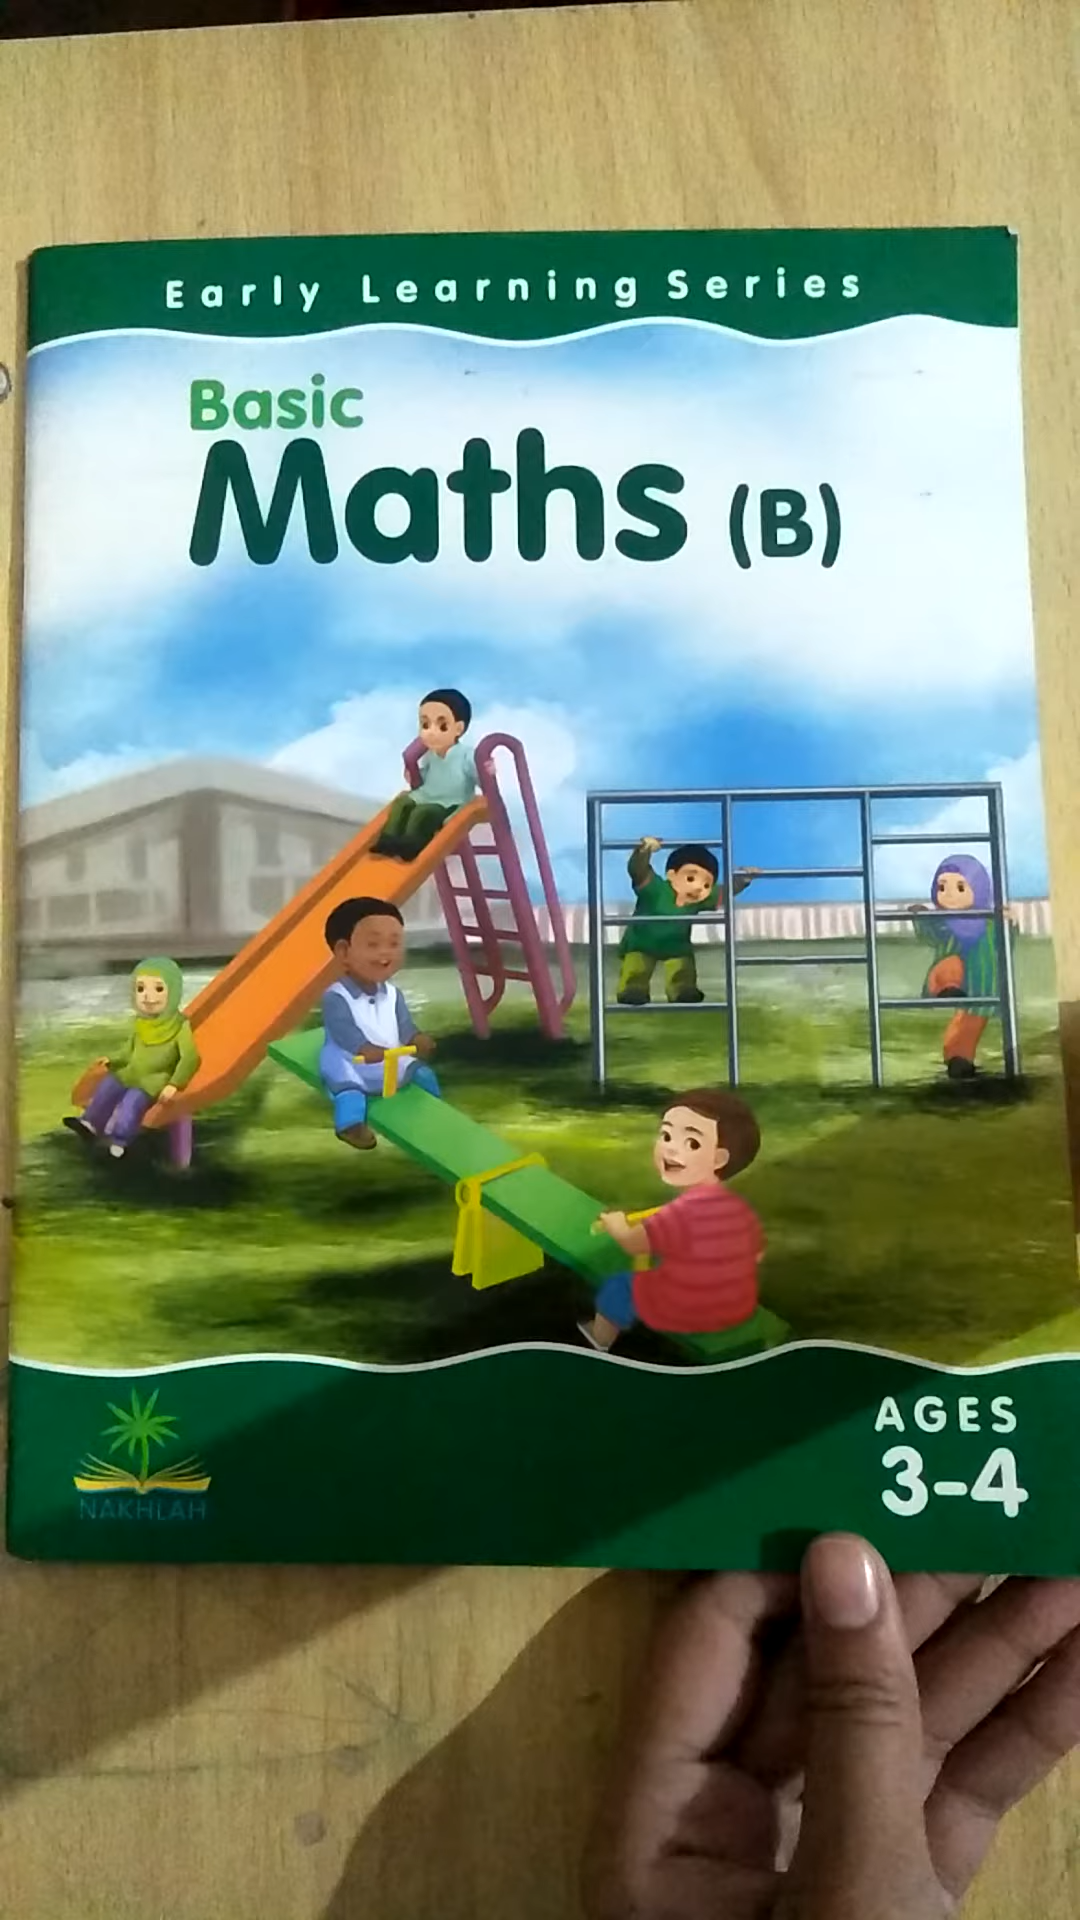 Early Learning Series
Basic
Maths (B)
AGES
3-4
NAKHLAH